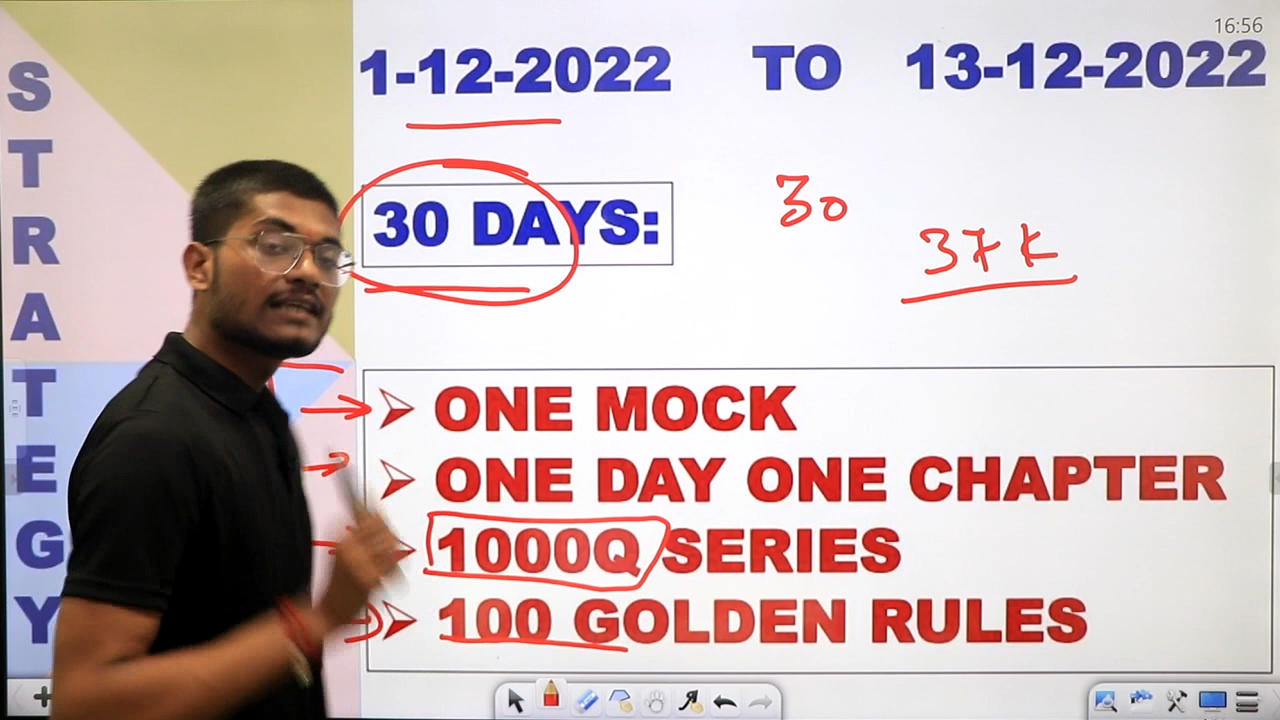 16:56
STRATEGY
1-12-2022 TO 13-12-2022
30 DAYS:
30
37k
ONE MOCK
ONE DAY ONE CHAPTER
1000Q SERIES
100 GOLDEN RULES